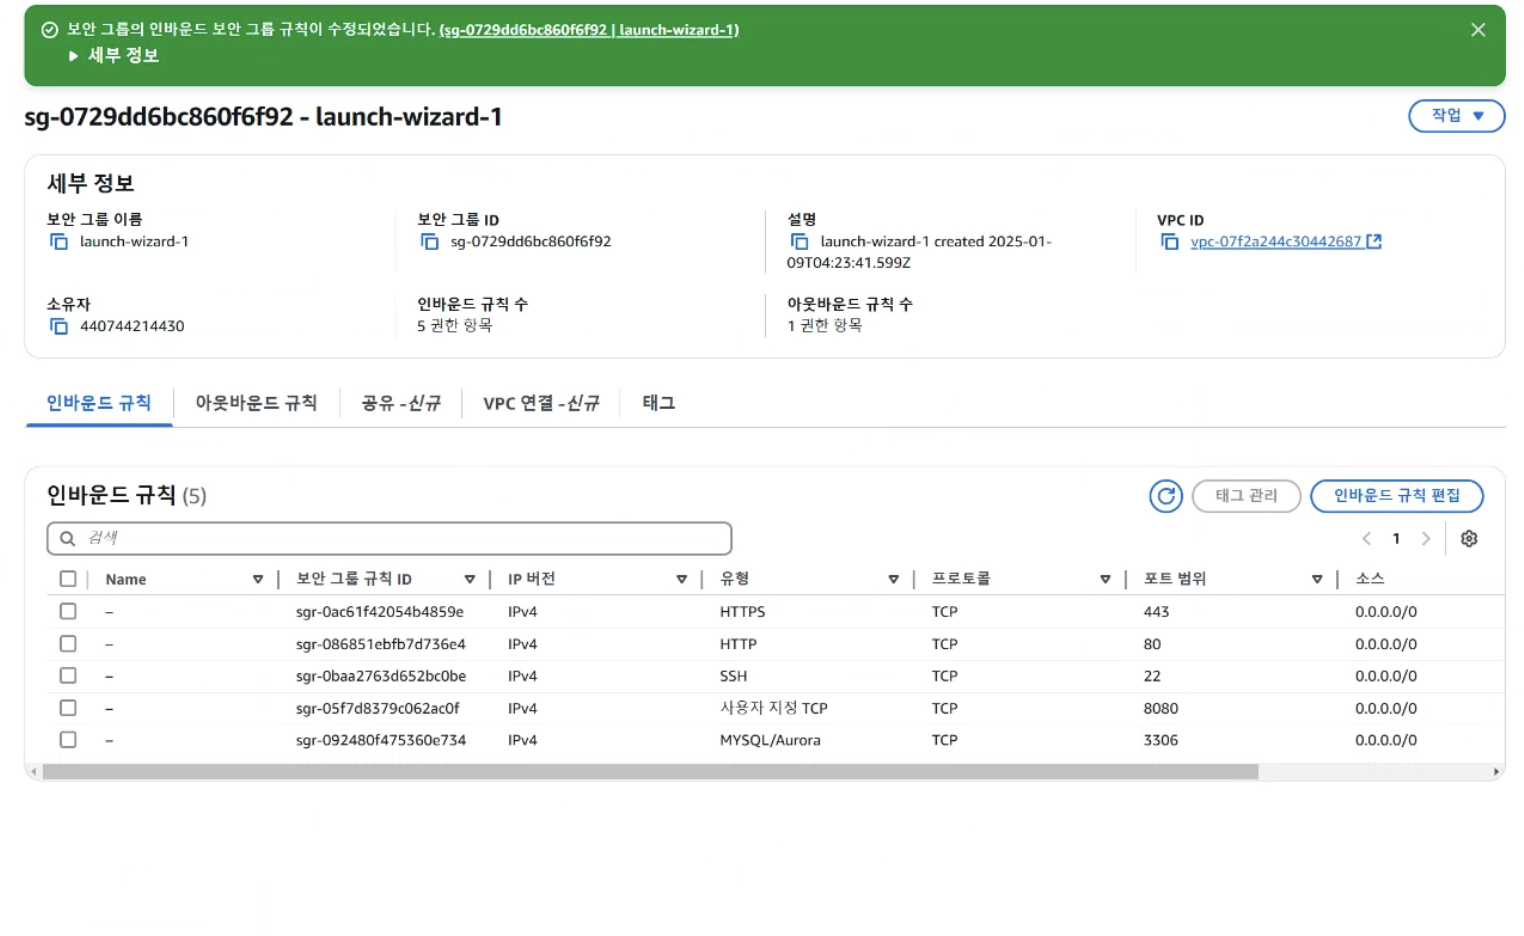 보안 그룹의 인바운드 보안 그룹 규칙이 수정되었습니다. (sg-0729dd6bc860f6f92 | launch-wizard-1)
세부 정보
sg-0729dd6bc860f6f92 - launch-wizard-1
작업
세부 정보
보안 그룹 이름
launch-wizard-1
보안 그룹 ID
sg-0729dd6bc860f6f92
설명
launch-wizard-1 created 2025-01-
09T04:23:41.599Z
VPC ID
vpc-07f2a244c30442687
소유자
440744214430
인바운드 규칙 수
5 권한 항목
아웃바운드 규칙 수
1 권한 항목
인바운드 규칙 아웃바운드 규칙 공유 -신규 VPC 연결 -신규 태그
인바운드 규칙 (5)
태그 관리 인바운드 규칙 편집
검색
1
Name 보안 그룹 규칙 ID IP 버전 유형 프로토콜 포트 범위 소스
– sgr-0ac61f42054b4859e IPv4 HTTPS TCP 443 0.0.0.0/0
– sgr-086851ebfb7d736e4 IPv4 HTTP TCP 80 0.0.0.0/0
– sgr-0baa2763d652bc0be IPv4 SSH TCP 22 0.0.0.0/0
– sgr-05f7d8379c062ac0f IPv4 사용자 지정 TCP TCP 8080 0.0.0.0/0
– sgr-092480f475360e734 IPv4 MYSQL/Aurora TCP 3306 0.0.0.0/0